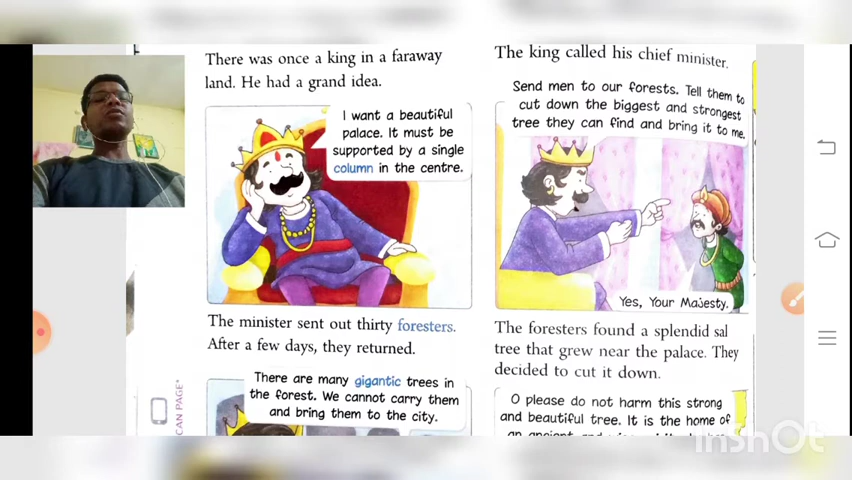 There was once a king in a faraway
land. He had a grand idea.
I want a beautiful
palace. It must be
supported by a single
column in the centre.
The king called his chief minister.
Send men to our forests. Tell them to
cut down the biggest and strongest
tree they can find and bring it to me.
Yes, Your Majesty.
The minister sent out thirty foresters.
After a few days, they returned.
There are many gigantic trees in
the forest. We cannot carry them
and bring them to the city.
The foresters found a splendid sal
tree that grew near the palace. They
decided to cut it down.
O please do not harm this strong
and beautiful tree. It is the home of
an ancient and
CAN PAGE*
InShOt